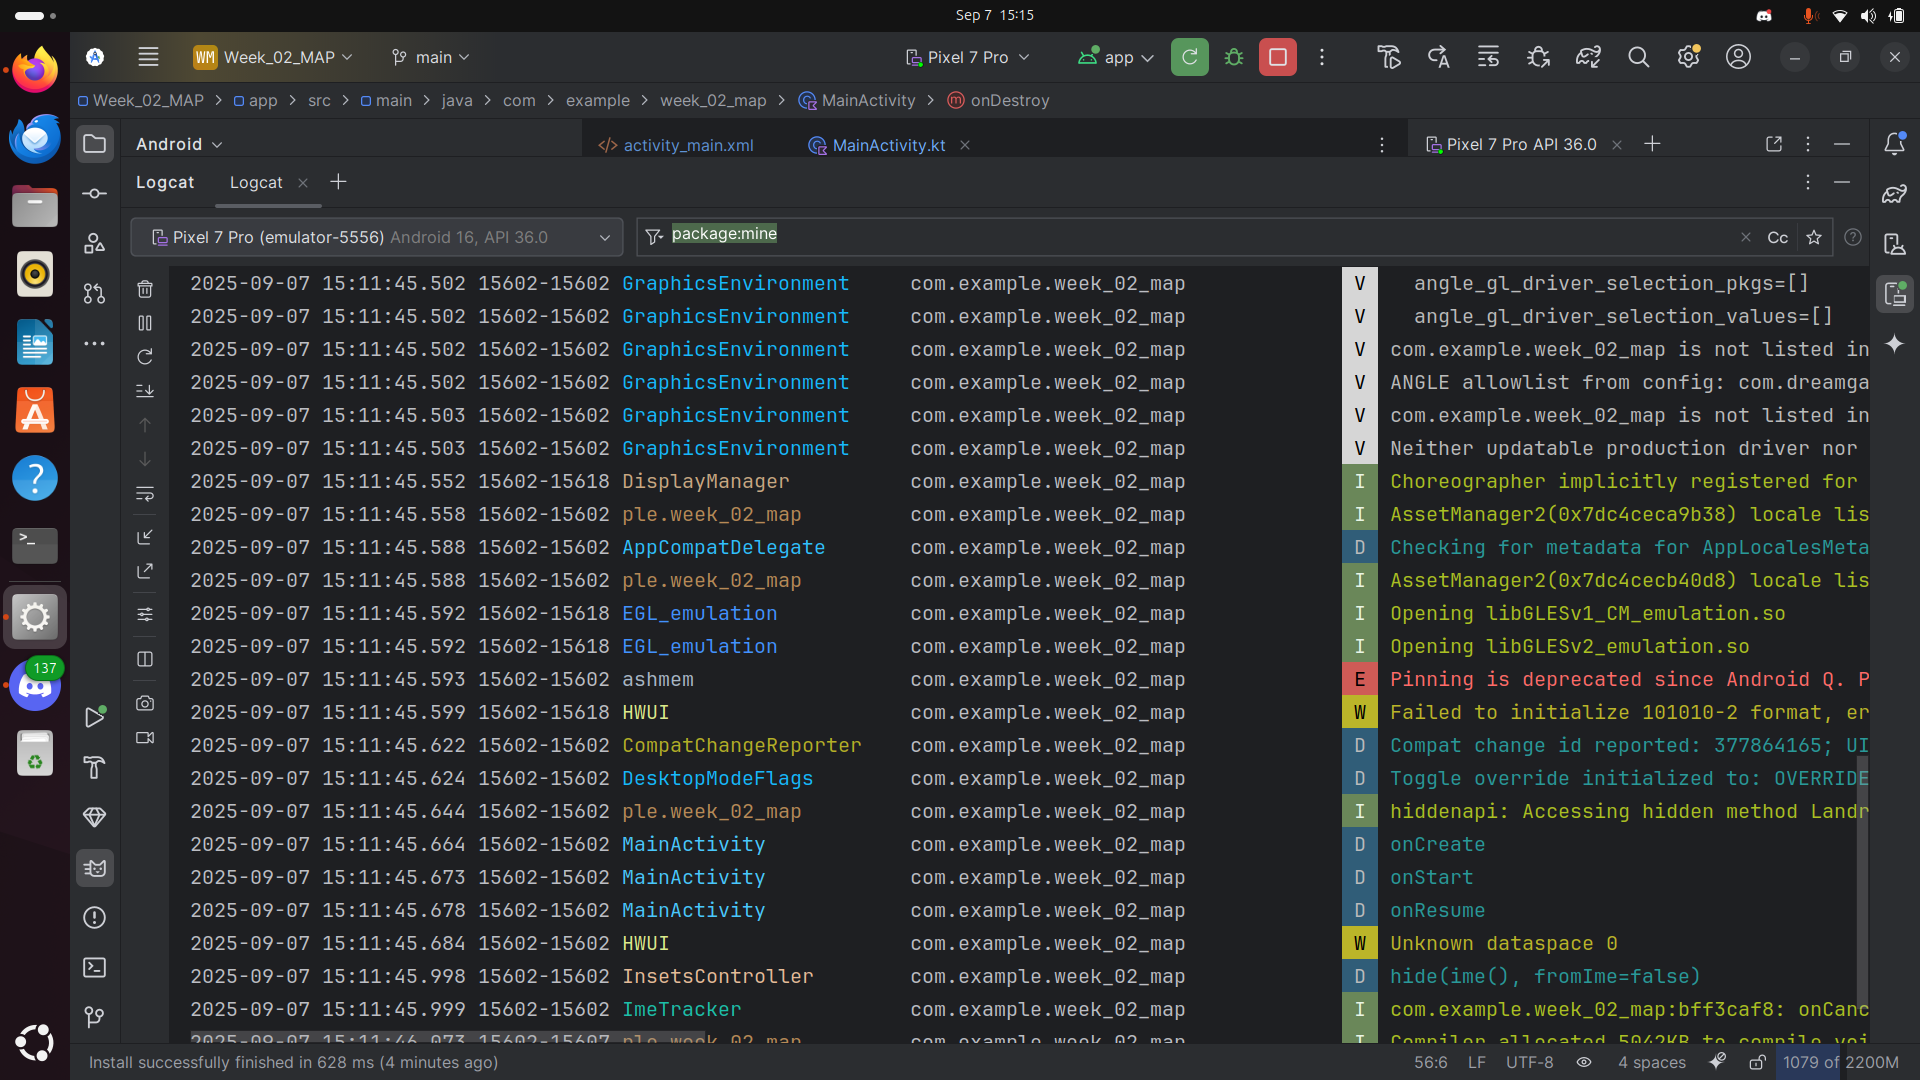 Sep 7 15:15
WM Week_02_MAP
main
Pixel 7 Pro
app
Week_02_MAP > app > src > main > java > com > example > week_02_map > MainActivity > onDestroy
Android
activity_main.xml
MainActivity.kt
Pixel 7 Pro API 36.0
Logcat
Logcat
Pixel 7 Pro (emulator-5556) Android 16, API 36.0
package:mine
Cc
2025-09-07 15:11:45.502 15602-15602 GraphicsEnvironment com.example.week_02_map V angle_gl_driver_selection_pkgs=[]
2025-09-07 15:11:45.502 15602-15602 GraphicsEnvironment com.example.week_02_map V angle_gl_driver_selection_values=[]
2025-09-07 15:11:45.502 15602-15602 GraphicsEnvironment com.example.week_02_map V com.example.week_02_map is not listed in
2025-09-07 15:11:45.502 15602-15602 GraphicsEnvironment com.example.week_02_map V ANGLE allowlist from config: com.dreamga
2025-09-07 15:11:45.503 15602-15602 GraphicsEnvironment com.example.week_02_map V com.example.week_02_map is not listed in
2025-09-07 15:11:45.503 15602-15602 GraphicsEnvironment com.example.week_02_map V Neither updatable production driver nor
2025-09-07 15:11:45.552 15602-15618 DisplayManager com.example.week_02_map I Choreographer implicitly registered for
2025-09-07 15:11:45.558 15602-15602 ple.week_02_map com.example.week_02_map I AssetManager2(0x7dc4ceca9b38) locale lis
2025-09-07 15:11:45.588 15602-15602 AppCompatDelegate com.example.week_02_map D Checking for metadata for AppLocalesMeta
2025-09-07 15:11:45.588 15602-15602 ple.week_02_map com.example.week_02_map I AssetManager2(0x7dc4cecb40d8) locale lis
2025-09-07 15:11:45.592 15602-15618 EGL_emulation com.example.week_02_map I Opening libGLESv1_CM_emulation.so
2025-09-07 15:11:45.592 15602-15618 EGL_emulation com.example.week_02_map I Opening libGLESv2_emulation.so
2025-09-07 15:11:45.593 15602-15602 ashmem com.example.week_02_map E Pinning is deprecated since Android Q. P
2025-09-07 15:11:45.599 15602-15618 HWUI com.example.week_02_map W Failed to initialize 101010-2 format, er
2025-09-07 15:11:45.622 15602-15602 CompatChangeReporter com.example.week_02_map D Compat change id reported: 377864165; UI
2025-09-07 15:11:45.624 15602-15602 DesktopModeFlags com.example.week_02_map D Toggle override initialized to: OVERRIDE
2025-09-07 15:11:45.644 15602-15602 ple.week_02_map com.example.week_02_map I hiddenapi: Accessing hidden method Landr
2025-09-07 15:11:45.664 15602-15602 MainActivity com.example.week_02_map D onCreate
2025-09-07 15:11:45.673 15602-15602 MainActivity com.example.week_02_map D onStart
2025-09-07 15:11:45.678 15602-15602 MainActivity com.example.week_02_map D onResume
2025-09-07 15:11:45.684 15602-15602 HWUI com.example.week_02_map W Unknown dataspace 0
2025-09-07 15:11:45.998 15602-15602 InsetsController com.example.week_02_map D hide(ime(), fromIme=false)
2025-09-07 15:11:45.999 15602-15602 ImeTracker com.example.week_02_map I com.example.week_02_map:bff3caf8: onCanc
2025-09-07 15:11:46.073 15602-15607 ple.week_02_map com.example.week_02_map I Compiler allocated 5042KB to compile voi
137
Install successfully finished in 628 ms (4 minutes ago)
56:6 LF UTF-8 4 spaces 1079 of 2200M